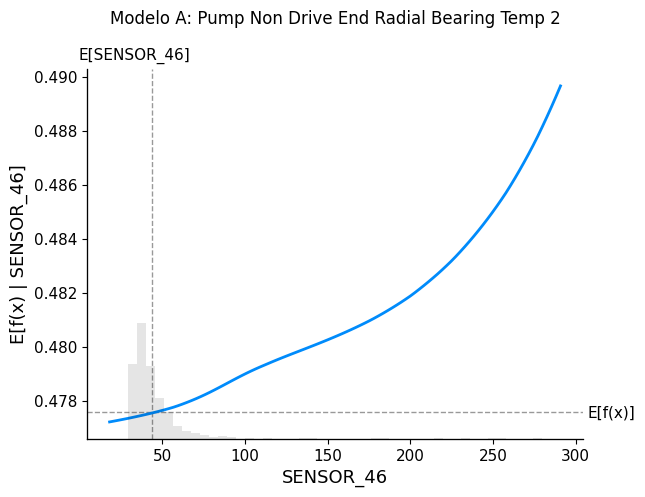 Modelo A: Pump Non Drive End Radial Bearing Temp 2
E[SENSOR_46]
0.490
0.488
0.486
0.484
0.482
0.480
0.478
E[f(x) | SENSOR_46]
E[f(x)]
50 100 150 200 250 300
SENSOR_46